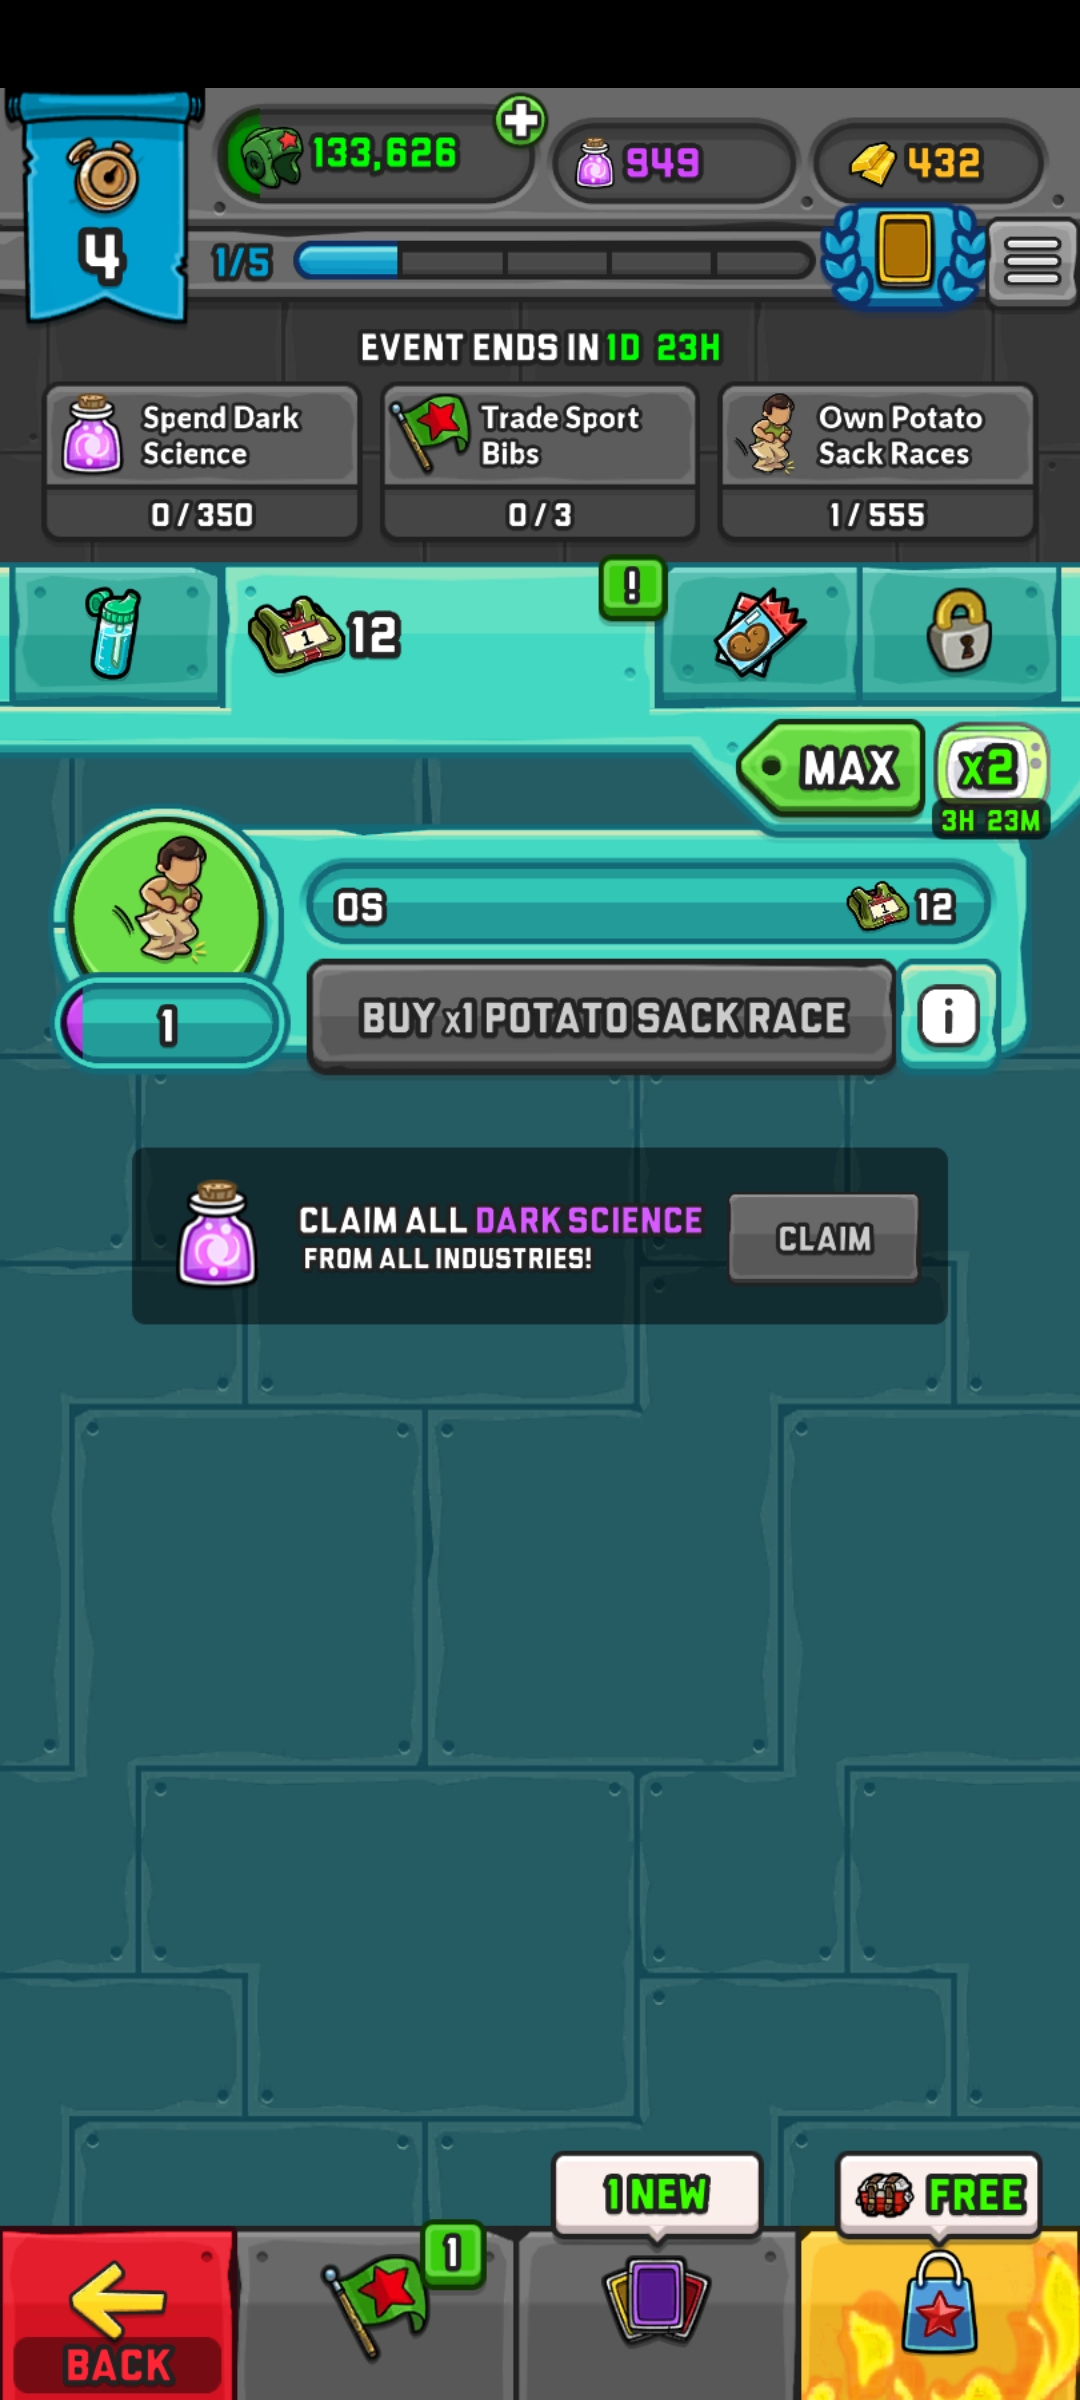 133,626
949
432
4
1/5
EVENT ENDS IN 1D 23H
Spend Dark
Science
0 / 350
Trade Sport
Bibs
0 / 3
Own Potato
Sack Races
1 / 555
1
12
!
MAX
x2
3H 23M
0S
1
12
1
BUY x1 POTATO SACK RACE
i
CLAIM ALL DARK SCIENCE
FROM ALL INDUSTRIES!
CLAIM
1 NEW
FREE
1
BACK